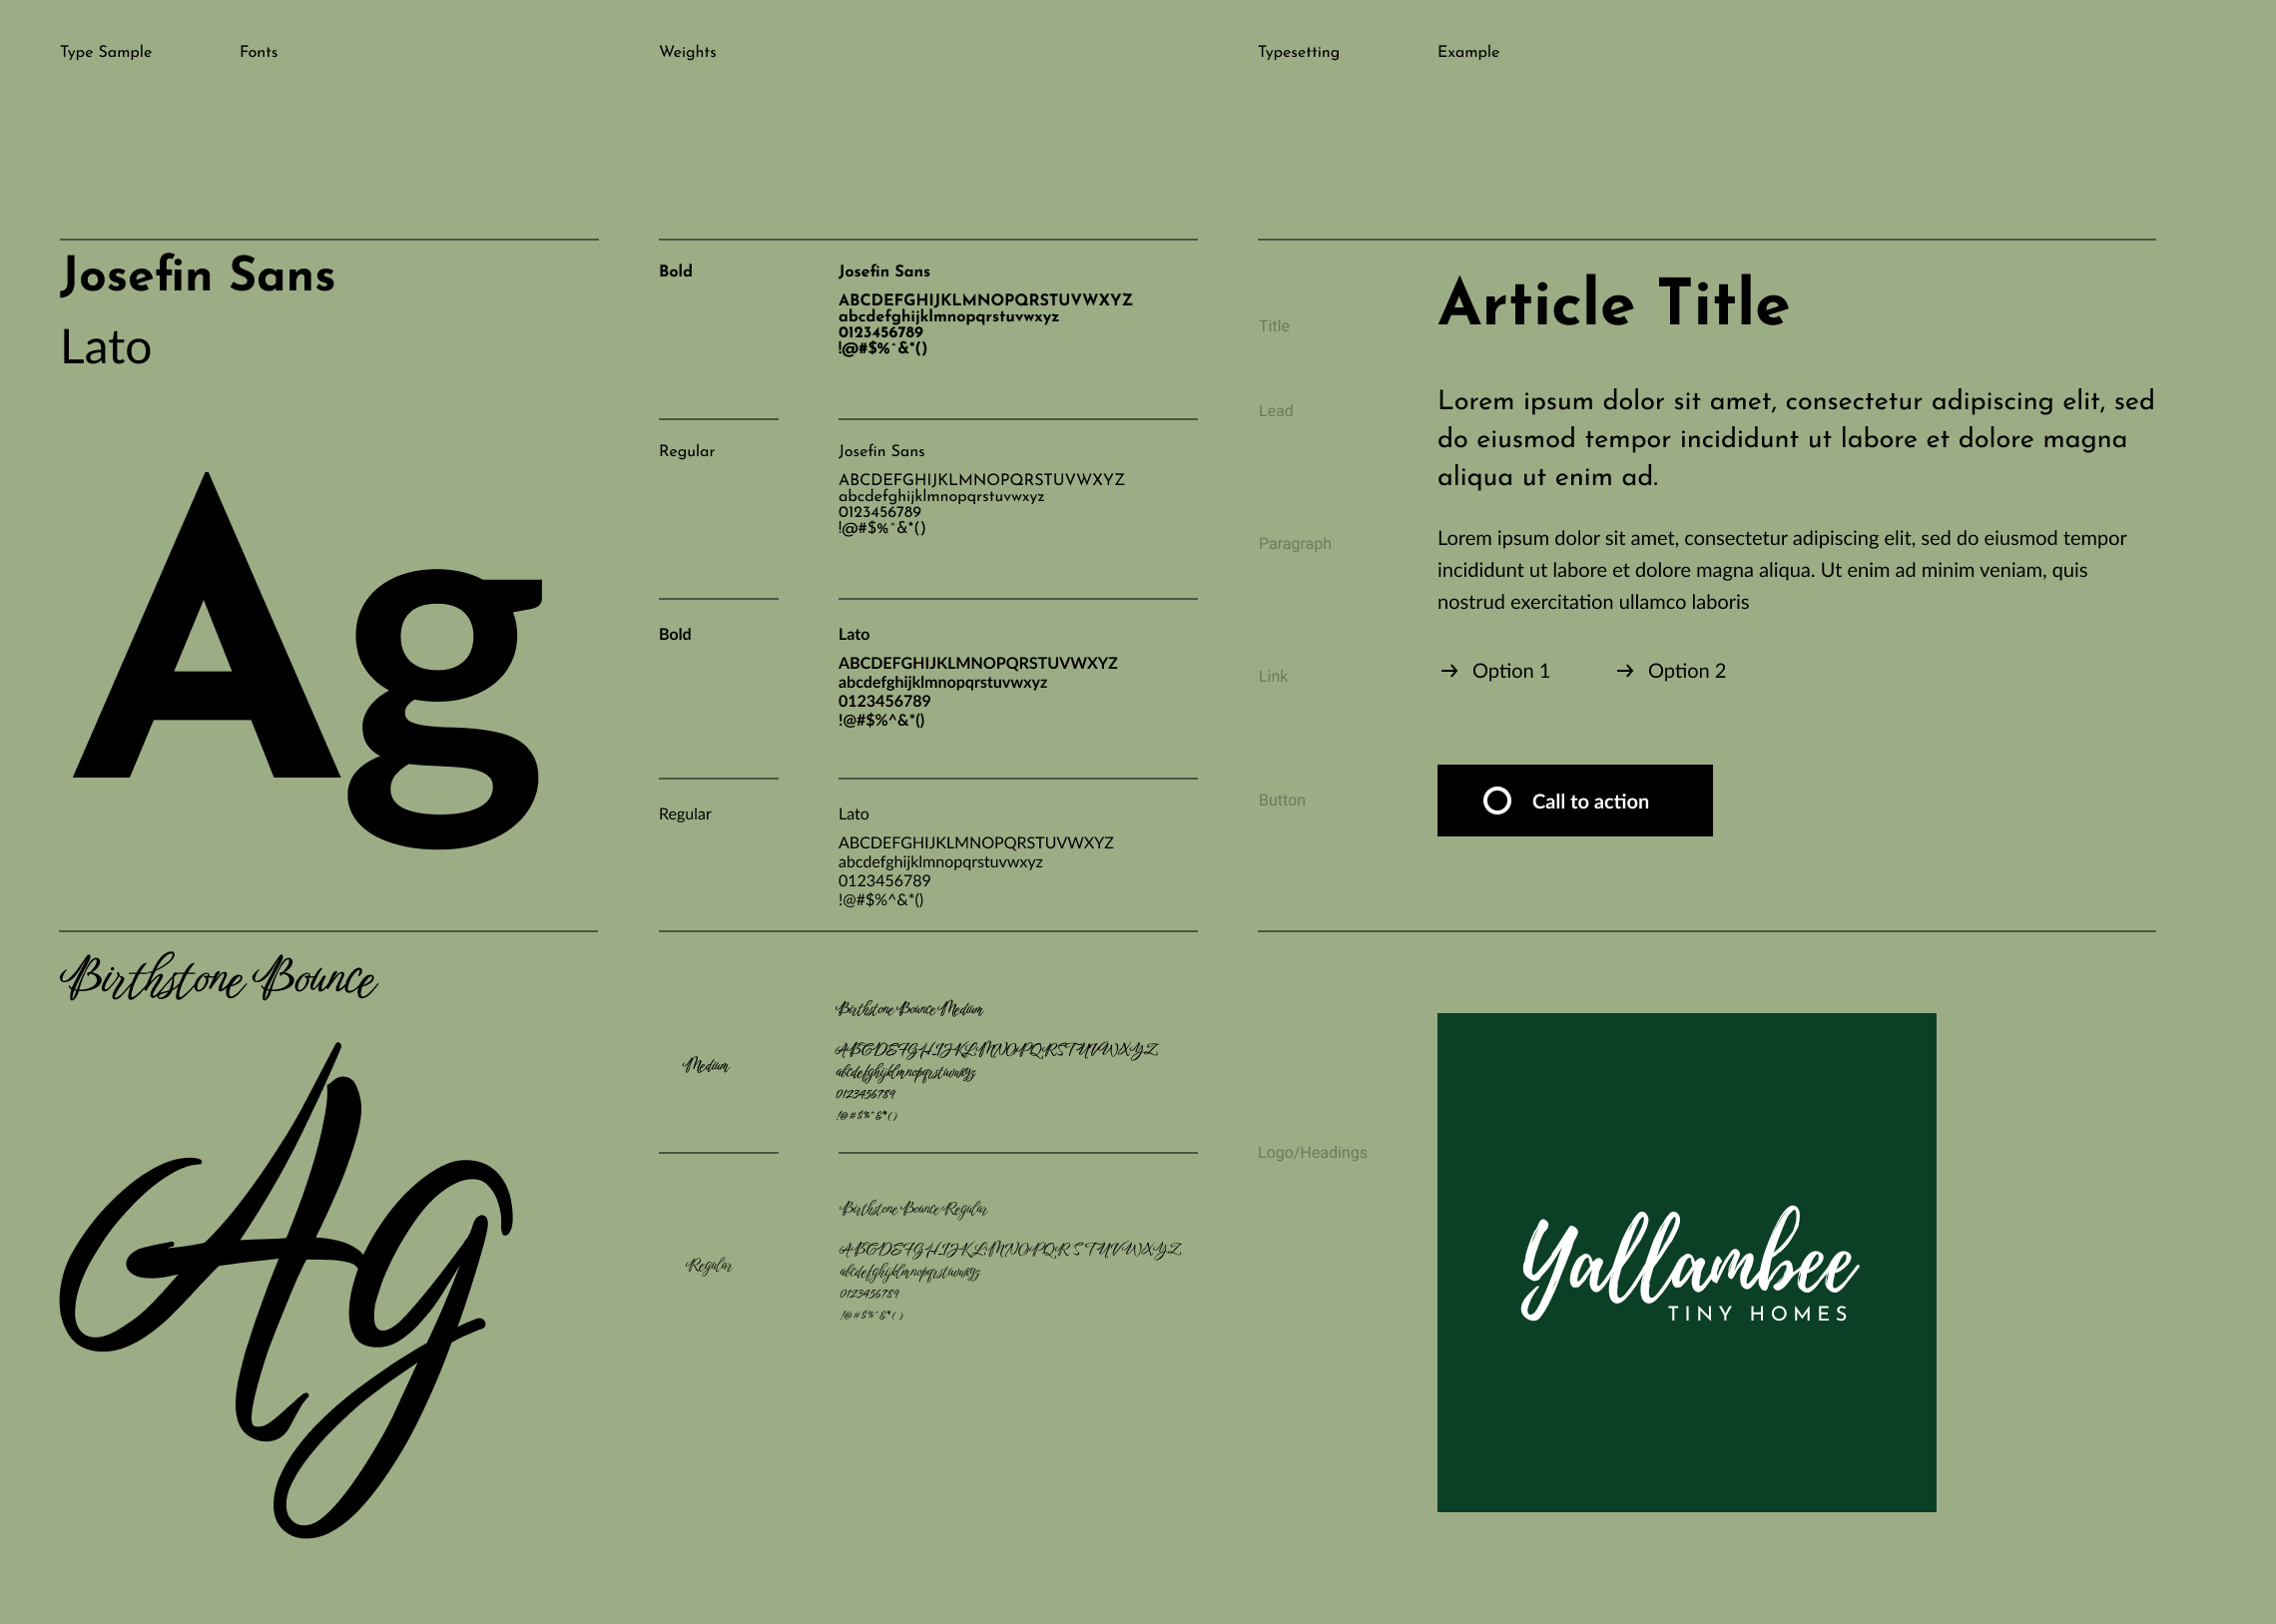 Type Sample
Fonts
Weights
Typesetting
Example
Josefin Sans
Lato
Ag
Bold
Josefin Sans
ABCDEFGHIJKLMNOPQRSTUVWXYZ
abcdefghijklmnopqrstuvwxyz
0123456789
!@#$%^&*()
Regular
Josefin Sans
ABCDEFGHIJKLMNOPQRSTUVWXYZ
abcdefghijklmnopqrstuvwxyz
0123456789
!@#$%^&*()
Bold
Lato
ABCDEFGHIJKLMNOPQRSTUVWXYZ
abcdefghijklmnopqrstuvwxyz
0123456789
!@#$%^&*()
Regular
Lato
ABCDEFGHIJKLMNOPQRSTUVWXYZ
abcdefghijklmnopqrstuvwxyz
0123456789
!@#$%^&*()
Title
Article Title
Lead
Lorem ipsum dolor sit amet, consectetur adipiscing elit, sed
do eiusmod tempor incididunt ut labore et dolore magna
aliqua ut enim ad.
Paragraph
Lorem ipsum dolor sit amet, consectetur adipiscing elit, sed do eiusmod tempor
incididunt ut labore et dolore magna aliqua. Ut enim ad minim veniam, quis
nostrud exercitation ullamco laboris
Link
→ Option 1
→ Option 2
Button
Call to action
Birthstone Bounce
Ag
Medium
Birthstone Bounce Medium
ABCDEFGHIJKLMNOPQRSTUVWXYZ
abcdefghijklmnopqrstuvwxyz
0123456789
!@#$%^&*()
Regular
Birthstone Bounce Regular
ABCDEFGHIJKLMNOPQRSTUVWXYZ
abcdefghijklmnopqrstuvwxyz
0123456789
!@#$%^&*()
Logo/Headings
Yallambee
TINY HOMES